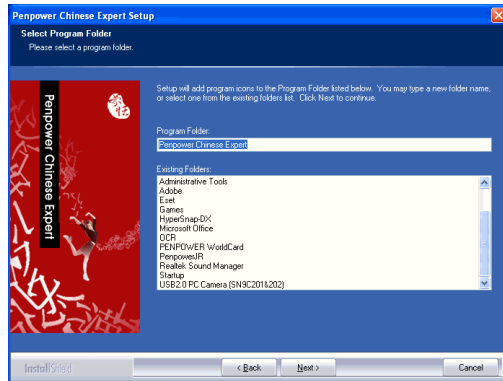 Penpower Chinese Expert Setup
Select Program Folder
Please select a program folder.
Setup will add program icons to the Program Folder listed below. You may type a new folder name,
or select one from the existing folders list. Click Next to continue.
Program Folder:
Penpower Chinese Expert
Existing Folders:
Administrative Tools
Adobe
Eset
Games
HyperSnap-DX
Microsoft Office
OCR
PENPOWER WorldCard
PenpowerJR
Realtek Sound Manager
Startup
USB2.0 PC Camera (SN9C201&202)
Penpower Chinese Expert
InstallShield
< Back
Next >
Cancel